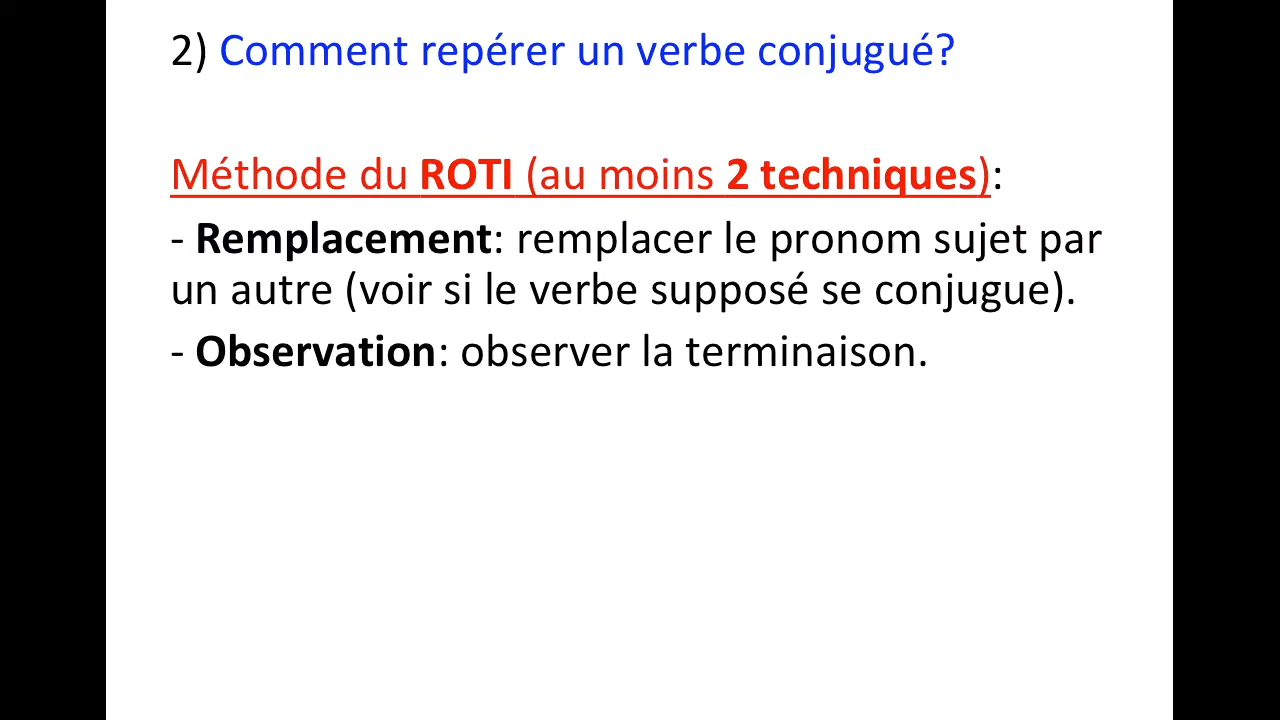 2) Comment repérer un verbe conjugué?
Méthode du ROTI (au moins 2 techniques):
- Remplacement: remplacer le pronom sujet par
un autre (voir si le verbe supposé se conjugue).
- Observation: observer la terminaison.